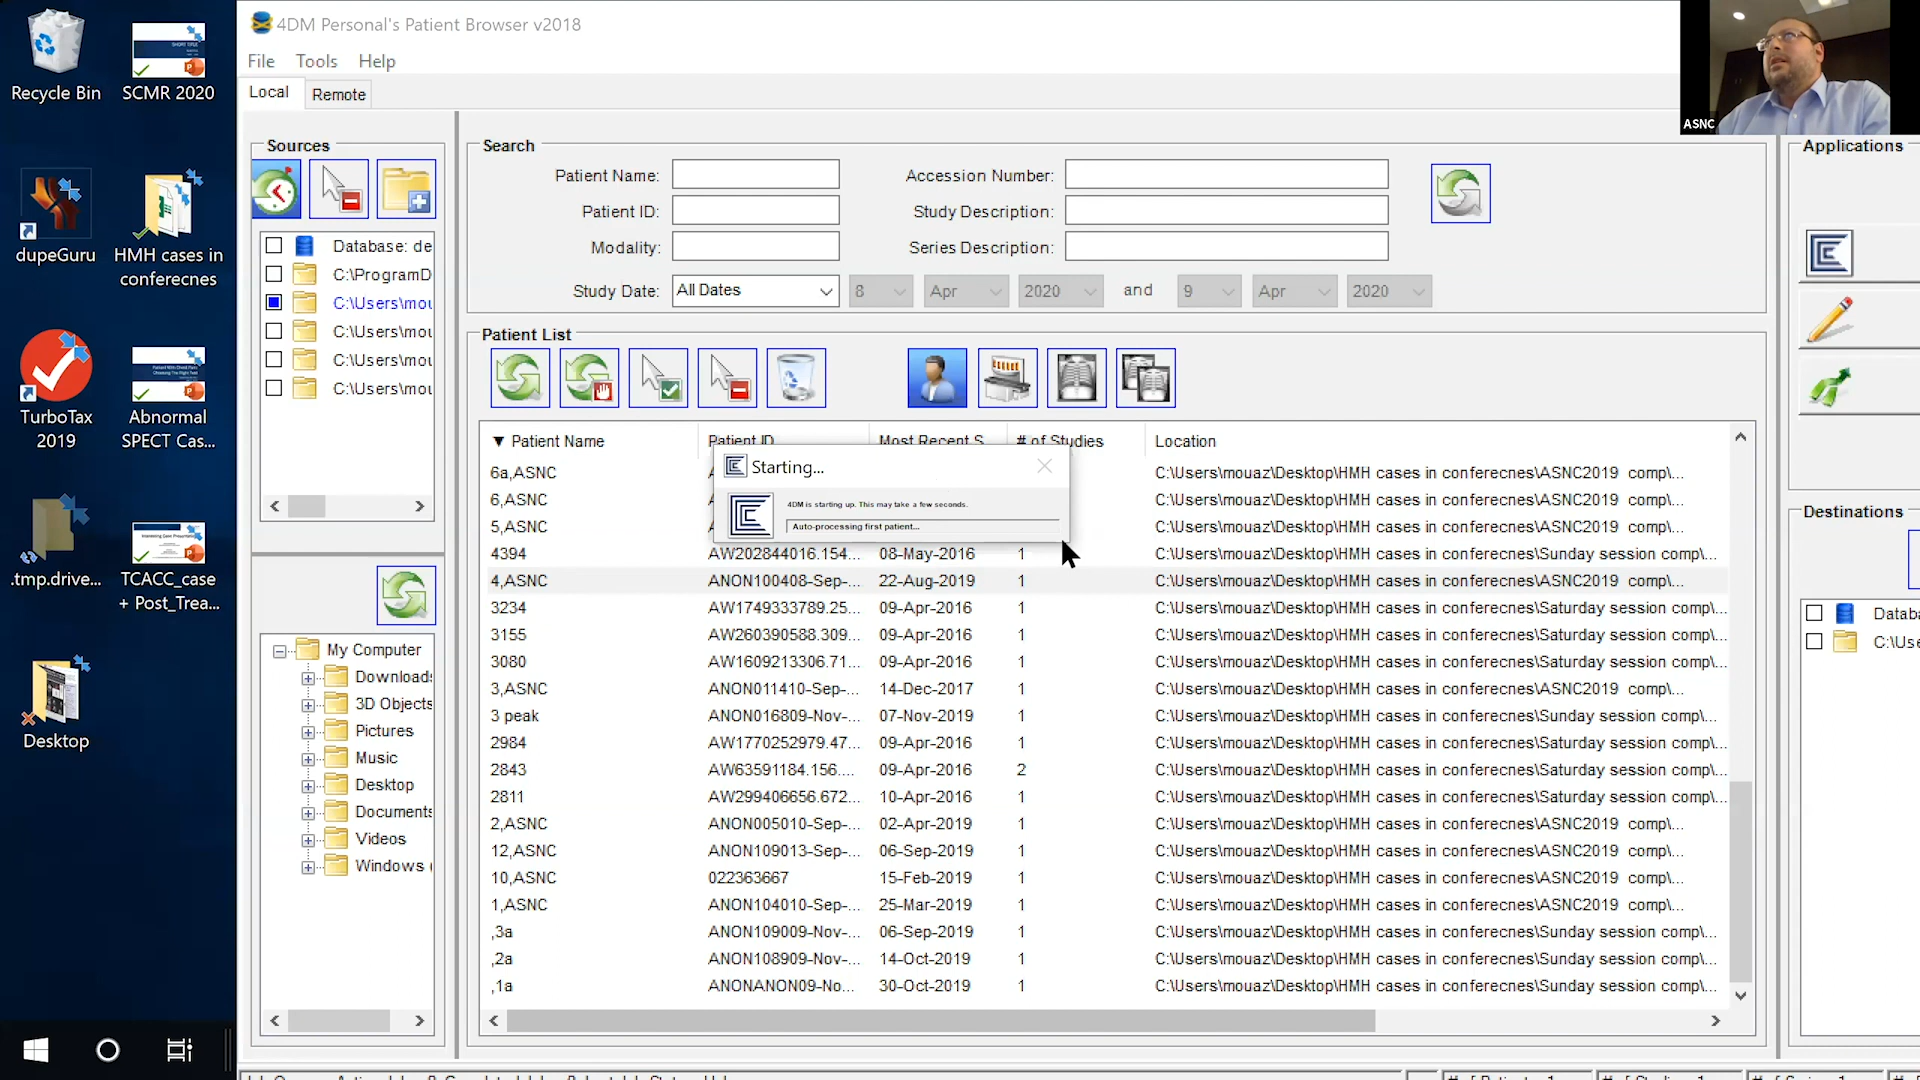 4DM Personal's Patient Browser v2018
File Tools Help
Local Remote
Recycle Bin
SCMR 2020
dupeGuru
HMH cases in
conferecnes
TurboTax
2019
Abnormal
SPECT Cas...
.tmp.drive...
TCACC_case
+ Post_Trea...
Desktop
ASNC
Sources
Database: de
C:\ProgramD
C:\Users\mou
C:\Users\mou
C:\Users\mou
C:\Users\mou
My Computer
Downloads
3D Objects
Pictures
Music
Desktop
Documents
Videos
Windows (
Search
Patient Name: Accession Number:
Patient ID: Study Description:
Modality: Series Description:
Study Date: All Dates 8 Apr 2020 and 9 Apr 2020
Patient List
Patient Name Patient ID Most Recent S # of Studies Location
6a,ASNC C:\Users\mouaz\Desktop\HMH cases in conferecnes\ASNC2019 comp\...
6,ASNC C:\Users\mouaz\Desktop\HMH cases in conferecnes\ASNC2019 comp\...
5,ASNC C:\Users\mouaz\Desktop\HMH cases in conferecnes\ASNC2019 comp\...
4394 AW202844016.154... 08-May-2016 1 C:\Users\mouaz\Desktop\HMH cases in conferecnes\Sunday session comp\...
4,ASNC ANON100408-Sep-... 22-Aug-2019 1 C:\Users\mouaz\Desktop\HMH cases in conferecnes\ASNC2019 comp\...
3234 AW1749333789.25... 09-Apr-2016 1 C:\Users\mouaz\Desktop\HMH cases in conferecnes\Saturday session comp\...
3155 AW260390588.309... 09-Apr-2016 1 C:\Users\mouaz\Desktop\HMH cases in conferecnes\Saturday session comp\...
3080 AW1609213306.71... 09-Apr-2016 1 C:\Users\mouaz\Desktop\HMH cases in conferecnes\Saturday session comp\...
3,ASNC ANON011410-Sep-... 14-Dec-2017 1 C:\Users\mouaz\Desktop\HMH cases in conferecnes\ASNC2019 comp\...
3 peak ANON016809-Nov-... 07-Nov-2019 1 C:\Users\mouaz\Desktop\HMH cases in conferecnes\Sunday session comp\...
2984 AW1770252979.47... 09-Apr-2016 1 C:\Users\mouaz\Desktop\HMH cases in conferecnes\Saturday session comp\...
2843 AW63591184.156.... 09-Apr-2016 2 C:\Users\mouaz\Desktop\HMH cases in conferecnes\Saturday session comp\...
2811 AW299406656.672... 10-Apr-2016 1 C:\Users\mouaz\Desktop\HMH cases in conferecnes\Saturday session comp\...
2,ASNC ANON005010-Sep-... 02-Apr-2019 1 C:\Users\mouaz\Desktop\HMH cases in conferecnes\ASNC2019 comp\...
12,ASNC ANON109013-Sep-... 06-Sep-2019 1 C:\Users\mouaz\Desktop\HMH cases in conferecnes\ASNC2019 comp\...
10,ASNC 022363667 15-Feb-2019 1 C:\Users\mouaz\Desktop\HMH cases in conferecnes\ASNC2019 comp\...
1,ASNC ANON104010-Sep-... 25-Mar-2019 1 C:\Users\mouaz\Desktop\HMH cases in conferecnes\ASNC2019 comp\...
,3a ANON109009-Nov-... 06-Sep-2019 1 C:\Users\mouaz\Desktop\HMH cases in conferecnes\Sunday session comp\...
,2a ANON108909-Nov-... 14-Oct-2019 1 C:\Users\mouaz\Desktop\HMH cases in conferecnes\Sunday session comp\...
,1a ANONANON09-No... 30-Oct-2019 1 C:\Users\mouaz\Desktop\HMH cases in conferecnes\Sunday session comp\...
Starting...
4DM is starting up. This may take a few seconds.
Auto-processing first patient...
Applications
Destinations
Databa
C:\Use